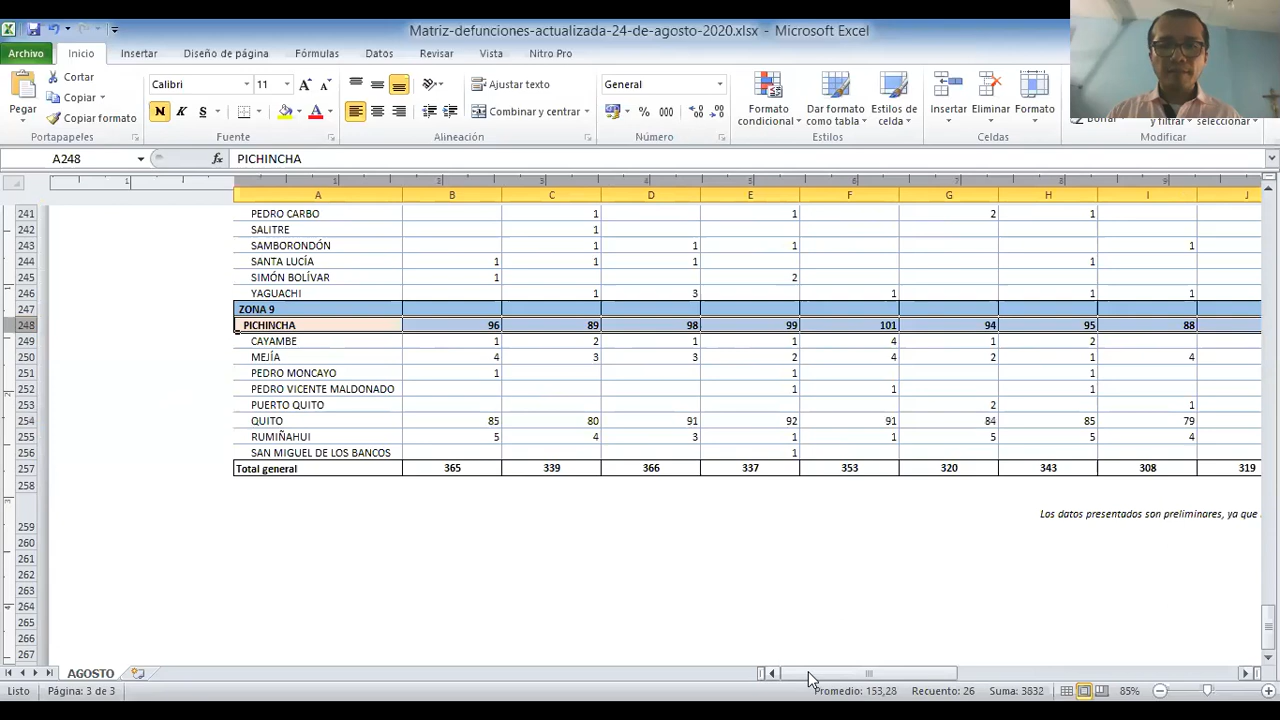 Matriz-defunciones-actualizada-24-de-agosto-2020.xlsx - Microsoft Excel
Archivo Inicio Insertar Diseño de página Fórmulas Datos Revisar Vista Nitro Pro
Cortar
Copiar
Copiar formato
Pegar
Calibri 11
N K S
Ajustar texto
Combinar y centrar
General
% 000
Formato condicional
Dar formato como tabla
Estilos de celda
Insertar Eliminar Formato
Borrar
y filtrar seleccionar
Portapapeles Fuente Alineación Número Estilos Celdas Modificar
A248 fx PICHINCHA
A B C D E F G H I J
241 PEDRO CARBO 1 1 2 1
242 SALITRE 1
243 SAMBORONDÓN 1 1 1 1
244 SANTA LUCÍA 1 1 1 1
245 SIMÓN BOLÍVAR 1 2
246 YAGUACHI 1 3 1 1 1
247 ZONA 9
248 PICHINCHA 96 89 98 99 101 94 95 88
249 CAYAMBE 1 2 1 1 4 1 2
250 MEJÍA 4 3 3 2 4 2 1 4
251 PEDRO MONCAYO 1 1 1
252 PEDRO VICENTE MALDONADO 1 1 1
253 PUERTO QUITO 2 1
254 QUITO 85 80 91 92 91 84 85 79
255 RUMIÑAHUI 5 4 3 1 1 5 5 4
256 SAN MIGUEL DE LOS BANCOS 1
257 Total general 365 339 366 337 353 320 343 308 319
258
259 Los datos presentados son preliminares, ya que
260
261
262
263
264
265
266
267
AGOSTO
Listo Página: 3 de 3 Promedio: 153,28 Recuento: 26 Suma: 3832 85%